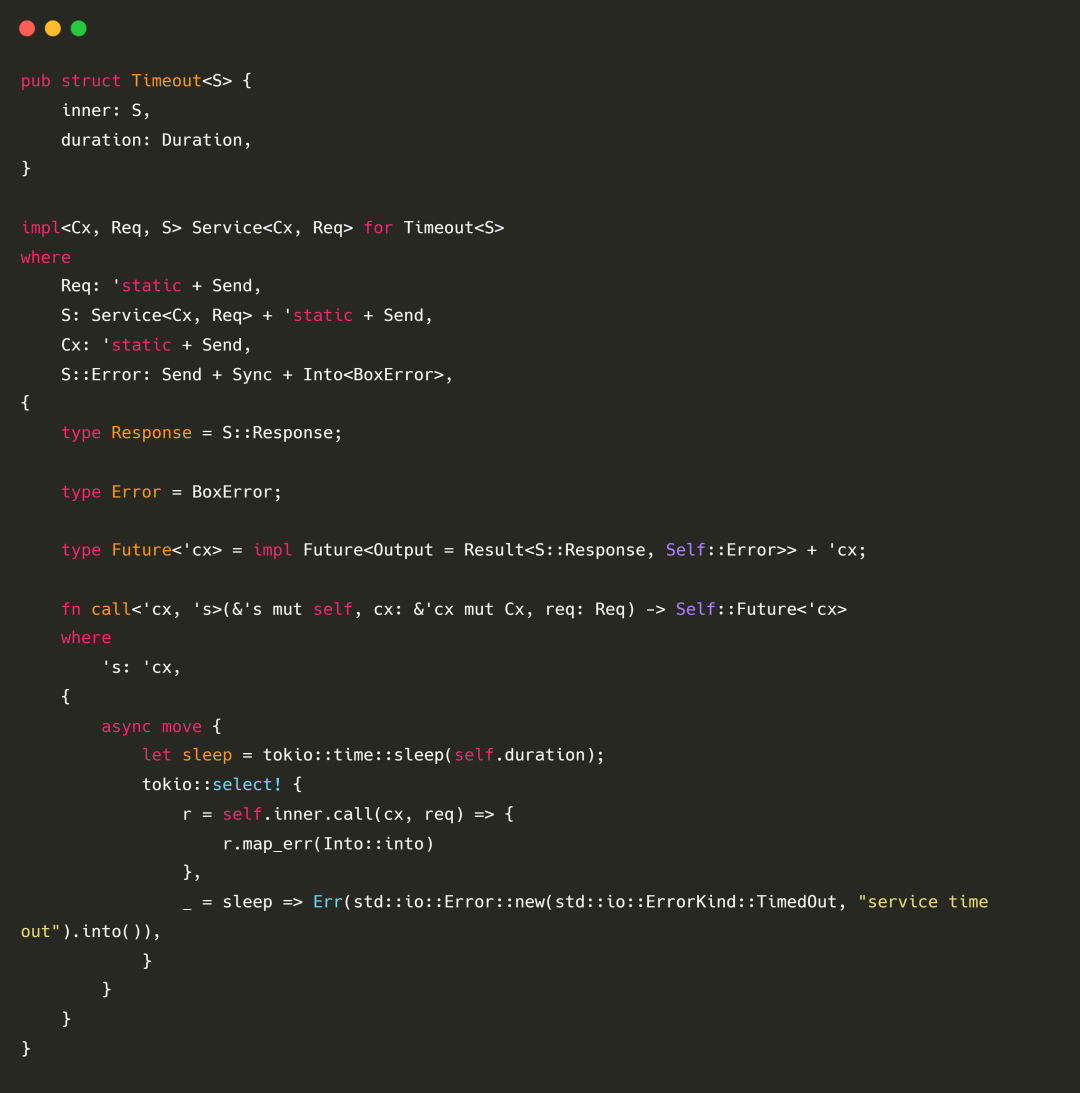 pub struct Timeout<S> {
    inner: S,
    duration: Duration,
}

impl<Cx, Req, S> Service<Cx, Req> for Timeout<S>
where
    Req: 'static + Send,
    S: Service<Cx, Req> + 'static + Send,
    Cx: 'static + Send,
    S::Error: Send + Sync + Into<BoxError>,
{
    type Response = S::Response;

    type Error = BoxError;

    type Future<'cx> = impl Future<Output = Result<S::Response, Self::Error>> + 'cx;

    fn call<'cx, 's>(&'s mut self, cx: &'cx mut Cx, req: Req) -> Self::Future<'cx>
    where
        's: 'cx,
    {
        async move {
            let sleep = tokio::time::sleep(self.duration);
            tokio::select! {
                r = self.inner.call(cx, req) => {
                    r.map_err(Into::into)
                },
                _ = sleep => Err(std::io::Error::new(std::io::ErrorKind::TimedOut, "service time
out").into()),
            }
        }
    }
}